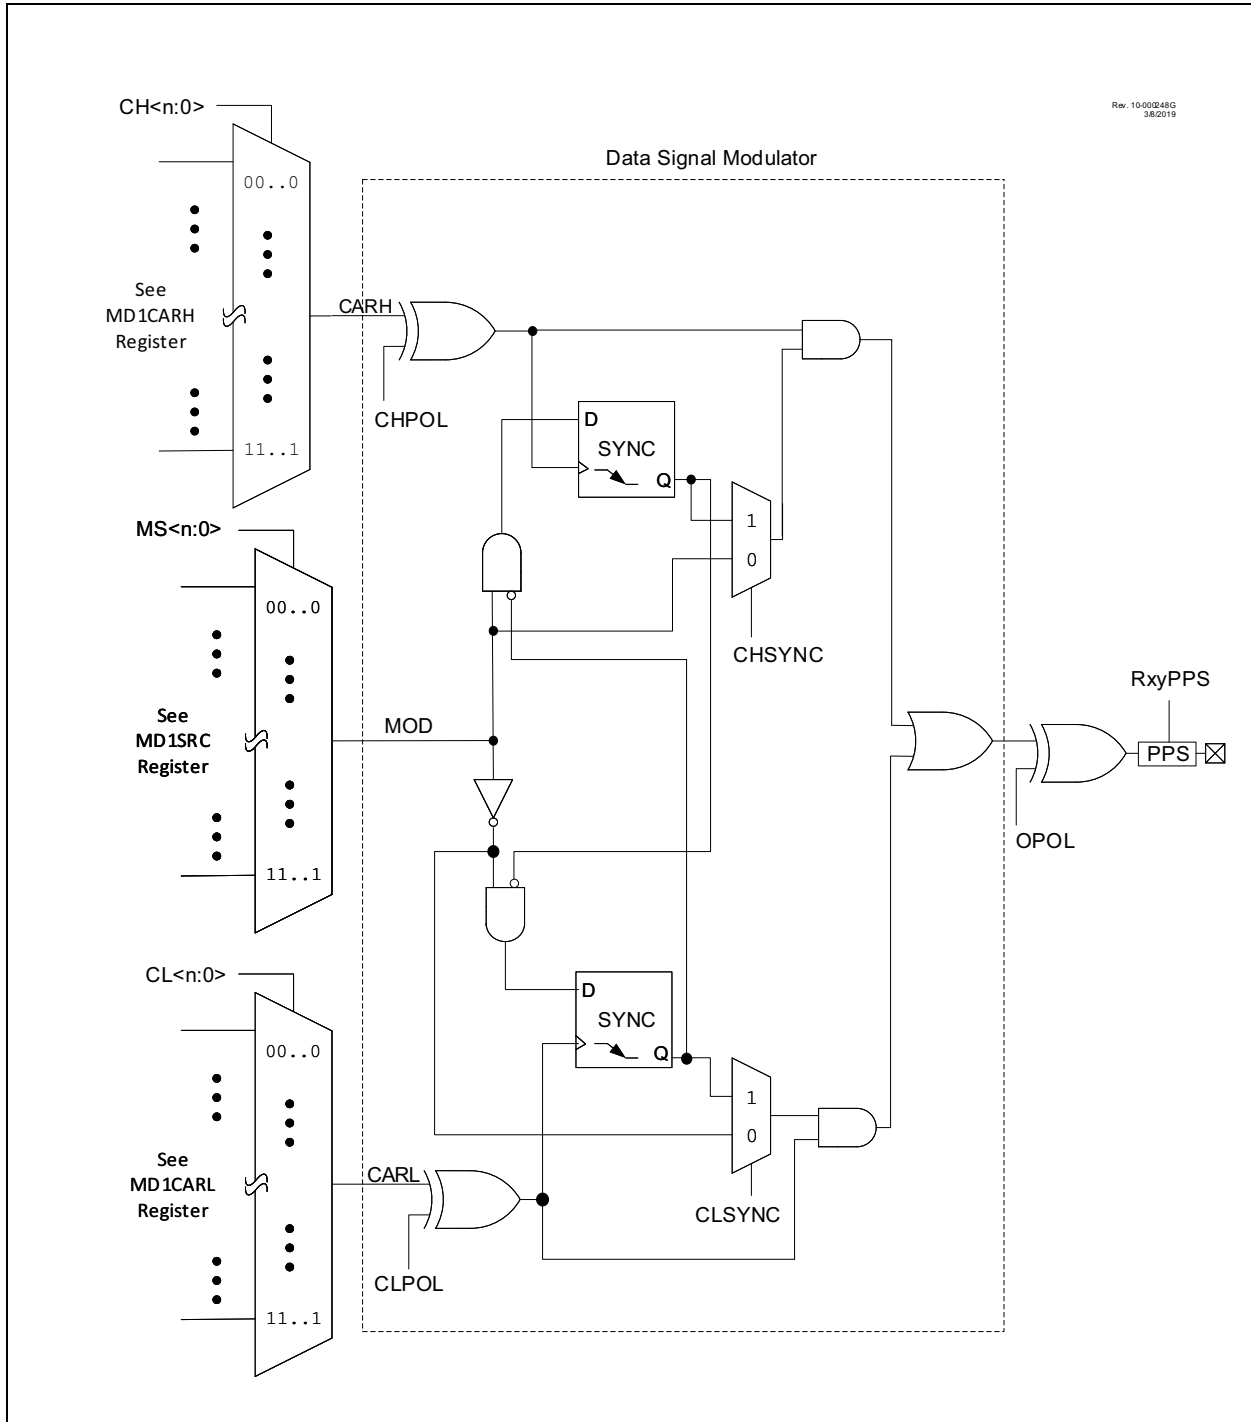 Rev. 10-000248G
3/8/2019
CH<n:0>
Data Signal Modulator
00..0
See
MD1CARH
Register
CARH
CHPOL
11..1
D
SYNC
Q
1
0
CHSYNC
MS<n:0>
00..0
See
MD1SRC
Register
MOD
11..1
RxyPPS
PPS
OPOL
CL<n:0>
00..0
See
MD1CARL
Register
CARL
CLPOL
11..1
D
SYNC
Q
1
0
CLSYNC